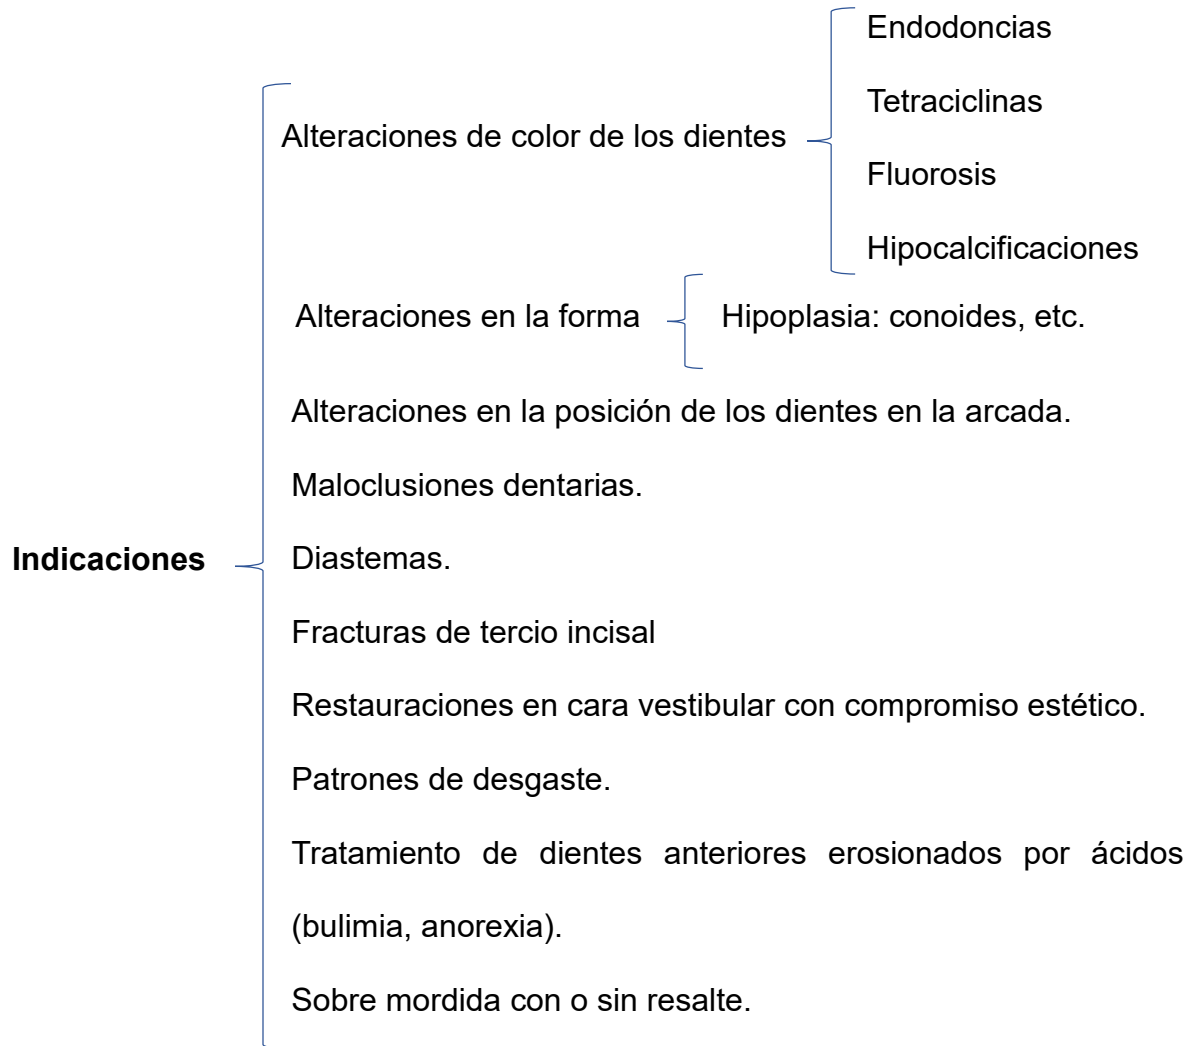 Indicaciones
Alteraciones de color de los dientes
Endodoncias
Tetraciclinas
Fluorosis
Hipocalcificaciones
Alteraciones en la forma
Hipoplasia: conoides, etc.
Alteraciones en la posición de los dientes en la arcada.
Maloclusiones dentarias.
Diastemas.
Fracturas de tercio incisal
Restauraciones en cara vestibular con compromiso estético.
Patrones de desgaste.
Tratamiento de dientes anteriores erosionados por ácidos
(bulimia, anorexia).
Sobre mordida con o sin resalte.